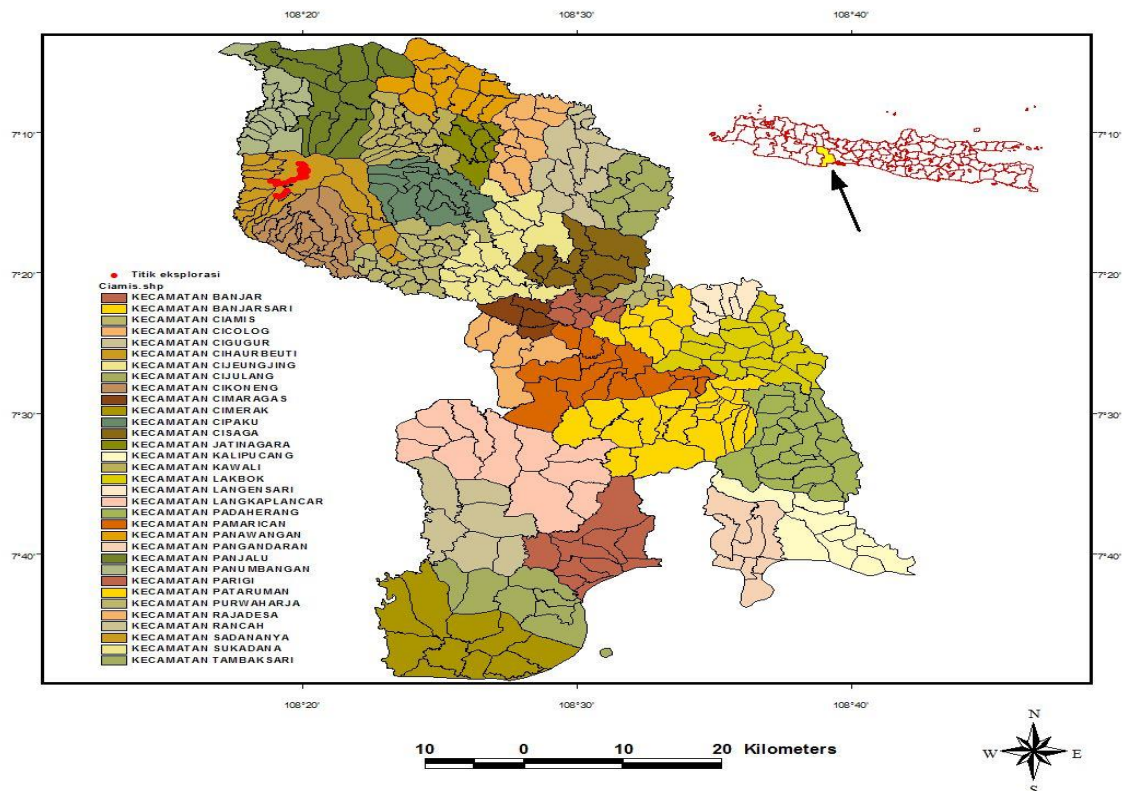 108°20'
108°30'
108°40'
7°10'
7°10'
7°20'
7°20'
7°30'
7°30'
7°40'
7°40'
Titik eksplorasi
Ciamis.shp
KECAMATAN BANJAR
KECAMATAN BANJARSARI
KECAMATAN CIAMIS
KECAMATAN CICOLOG
KECAMATAN CIGUGUR
KECAMATAN CIHAURBEUTI
KECAMATAN CIJEUNGJING
KECAMATAN CIJULANG
KECAMATAN CIKONENG
KECAMATAN CIMARAGAS
KECAMATAN CIMERAK
KECAMATAN CIPAKU
KECAMATAN CISAGA
KECAMATAN JATINAGARA
KECAMATAN KALIPUCANG
KECAMATAN KAWALI
KECAMATAN LAKBOK
KECAMATAN LANGENSARI
KECAMATAN LANGKAPLANCAR
KECAMATAN PADAHERANG
KECAMATAN PAMARICAN
KECAMATAN PANAWANGAN
KECAMATAN PANGANDARAN
KECAMATAN PANJALU
KECAMATAN PANUMBANGAN
KECAMATAN PARIGI
KECAMATAN PATARUMAN
KECAMATAN PURWAHARJA
KECAMATAN RAJADESA
KECAMATAN RANCAH
KECAMATAN SADANANYA
KECAMATAN SUKADANA
KECAMATAN TAMBAKSARI
108°20'
108°30'
108°40'
10 0 10 20 Kilometers
N
W E
S